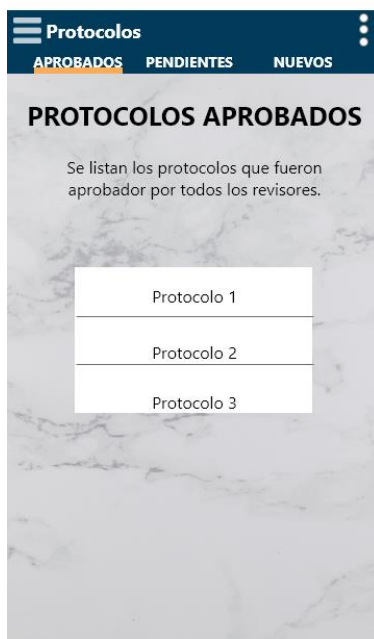 Protocolos
APROBADOS PENDIENTES NUEVOS
PROTOCOLOS APROBADOS
Se listan los protocolos que fueron
aprobador por todos los revisores.
Protocolo 1
Protocolo 2
Protocolo 3